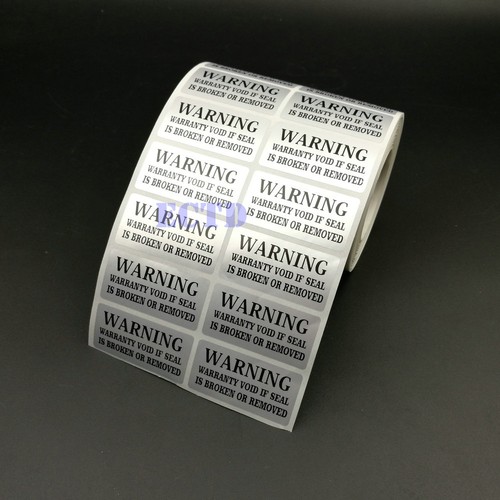 WARNING
WARRANTY VOID IF SEAL
IS BROKEN OR REMOVED
WARNING
WARRANTY VOID IF SEAL
IS BROKEN OR REMOVED
WARNING
WARRANTY VOID IF SEAL
IS BROKEN OR REMOVED
WARNING
WARRANTY VOID IF SEAL
IS BROKEN OR REMOVED
WARNING
WARRANTY VOID IF SEAL
IS BROKEN OR REMOVED
WARNING
WARRANTY VOID IF SEAL
IS BROKEN OR REMOVED
ECTD
WARNING
WARRANTY VOID IF SEAL
IS BROKEN OR REMOVED
WARNING
WARRANTY VOID IF SEAL
IS BROKEN OR REMOVED
WARNING
WARRANTY VOID IF SEAL
IS BROKEN OR REMOVED
WARNING
WARRANTY VOID IF SEAL
IS BROKEN OR REMOVED
WARNING
WARRANTY VOID IF SEAL
IS BROKEN OR REMOVED
WARNING
WARRANTY VOID IF SEAL
IS BROKEN OR REMOVED